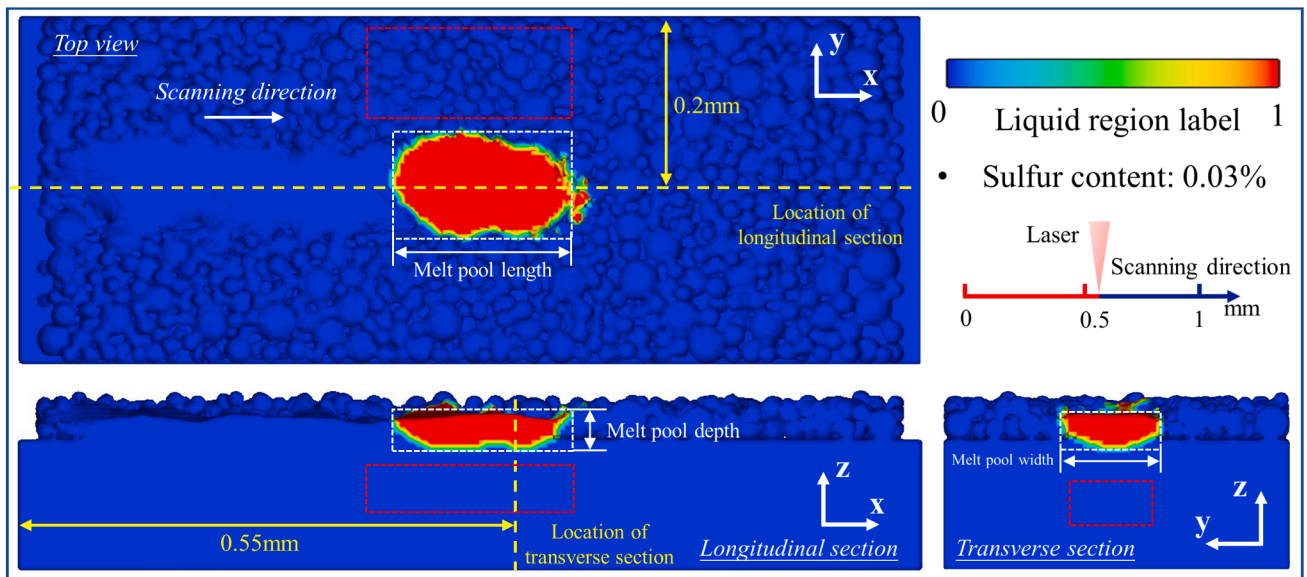 Top view
Scanning direction
y
x
0.2mm
Location of
longitudinal section
Melt pool length
0
1
Liquid region label
• Sulfur content: 0.03%
Laser
Scanning direction
0
0.5
1
mm
Melt pool depth
z
x
0.55mm
Location of
transverse section
Longitudinal section
Melt pool width
z
y
Transverse section